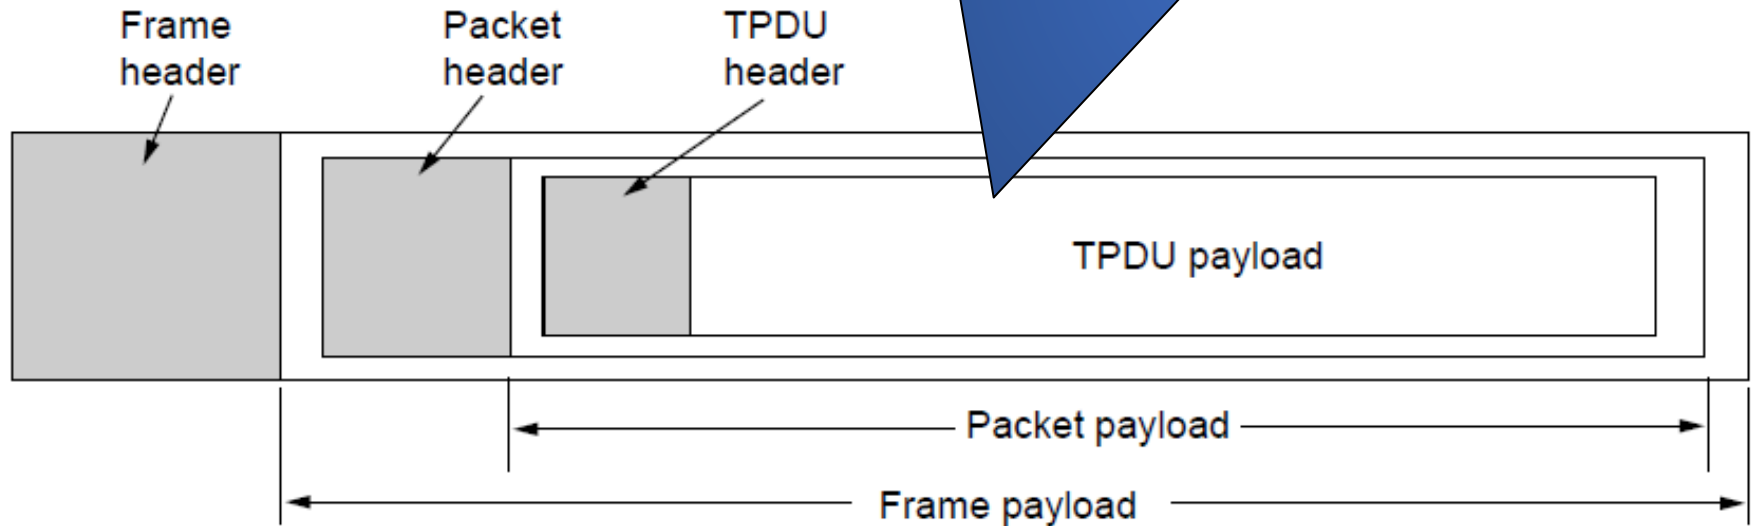 Frame
header
Packet
header
TPDU
header
TPDU payload
Packet payload
Frame payload